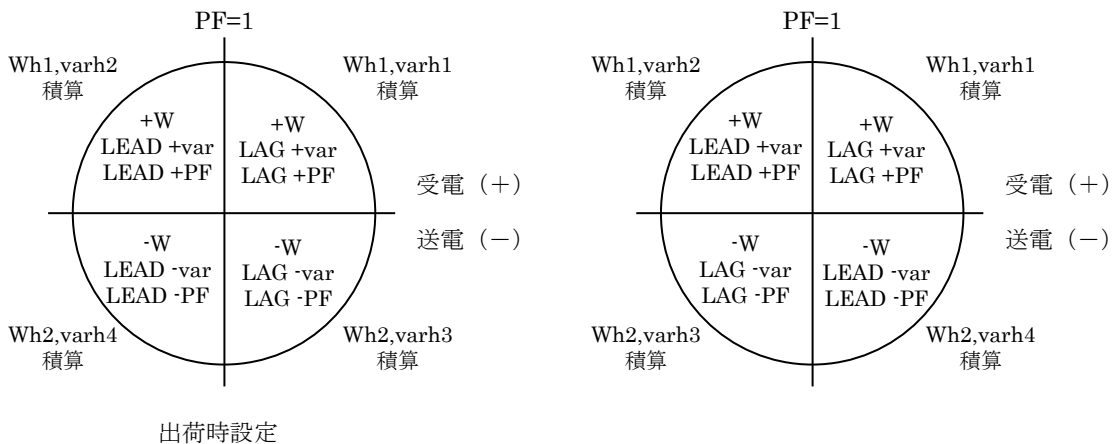 PF=1
Wh1,varh2
積算
Wh1,varh1
積算
+W
LEAD +var
LEAD +PF
+W
LAG +var
LAG +PF
受電（＋）
送電（－）
-W
LEAD -var
LEAD -PF
-W
LAG -var
LAG -PF
Wh2,varh4
積算
Wh2,varh3
積算
出荷時設定
PF=1
Wh1,varh2
積算
Wh1,varh1
積算
+W
LEAD +var
LEAD +PF
+W
LAG +var
LAG +PF
受電（＋）
送電（－）
-W
LAG -var
LAG -PF
-W
LEAD -var
LEAD -PF
Wh2,varh3
積算
Wh2,varh4
積算